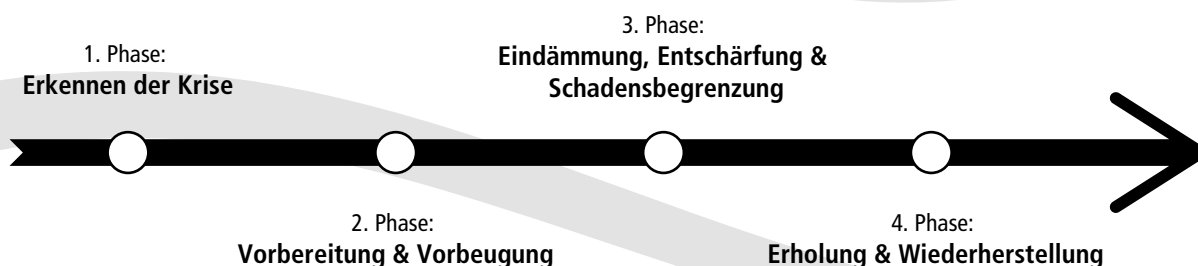 1. Phase:
Erkennen der Krise
2. Phase:
Vorbereitung & Vorbeugung
3. Phase:
Eindämmung, Entschärfung &
Schadensbegrenzung
4. Phase:
Erholung & Wiederherstellung